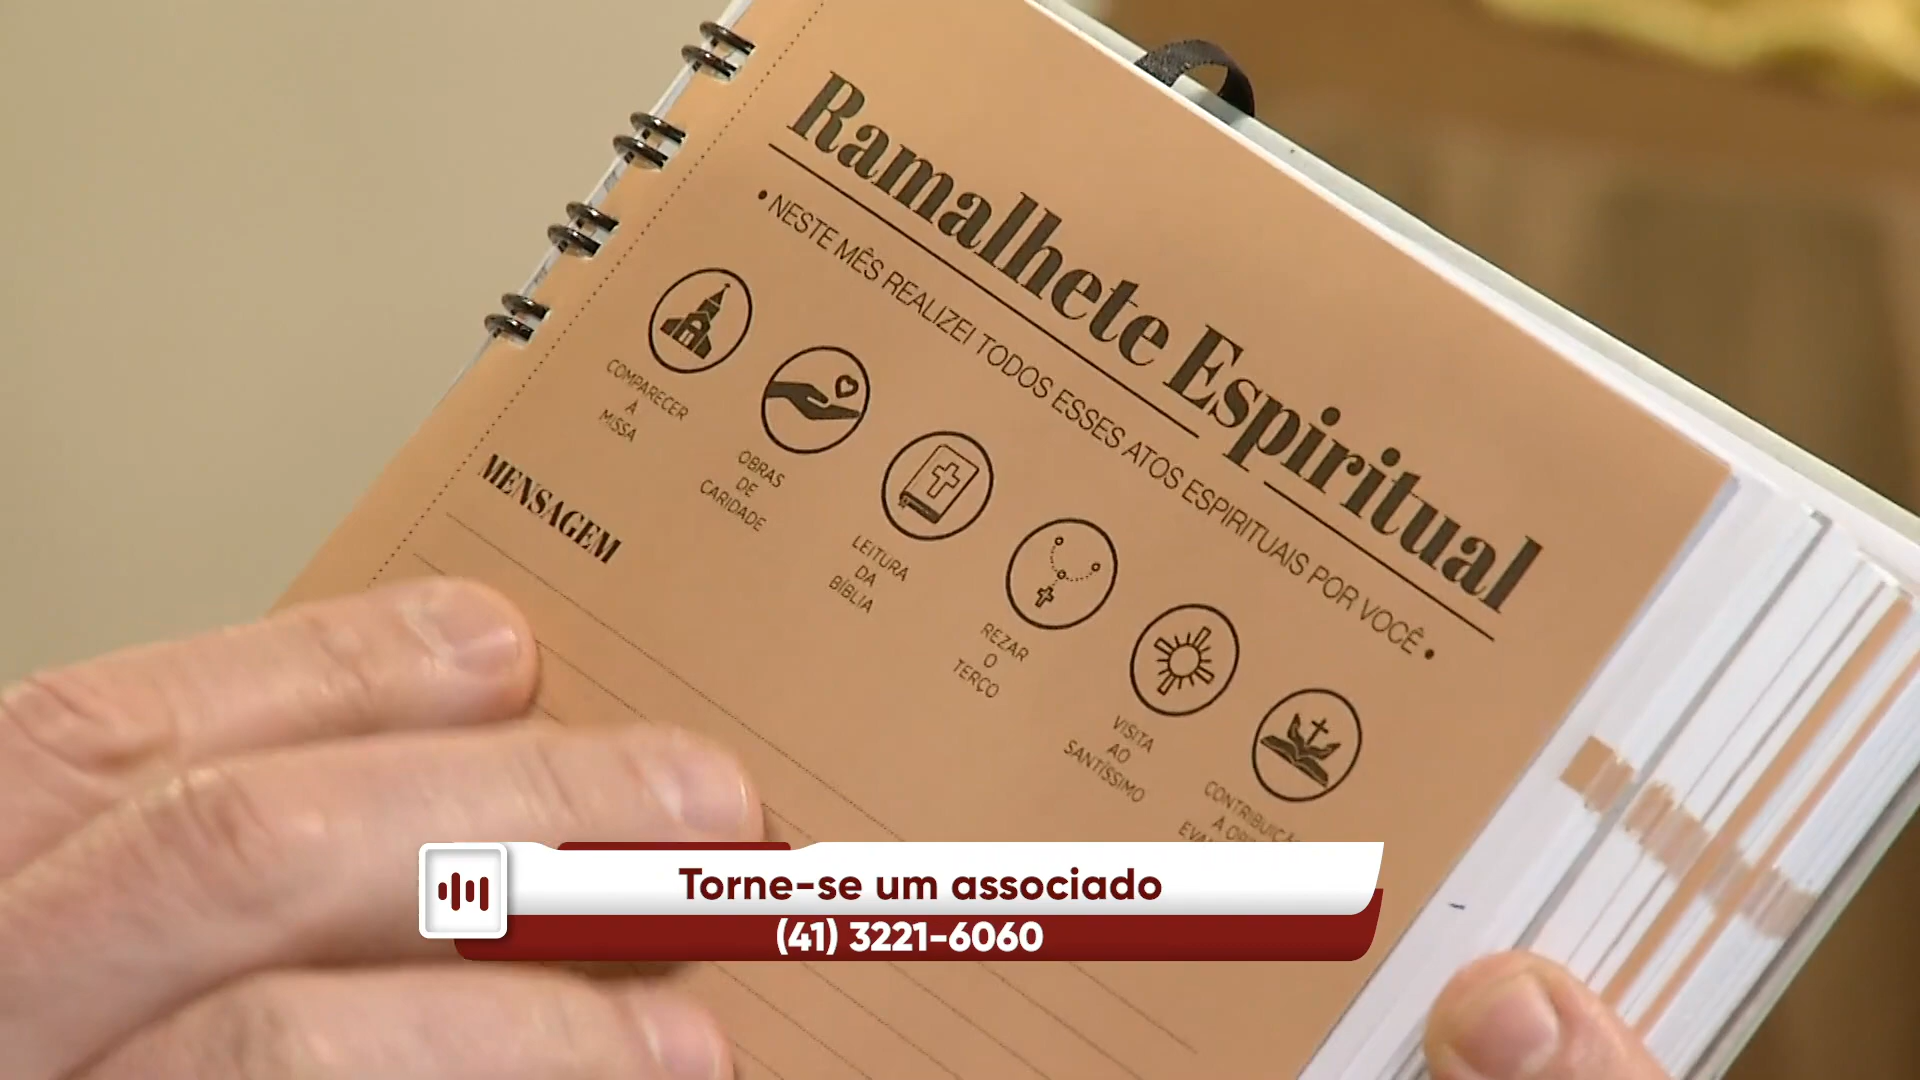 Ramalhete Espiritual
• NESTE MÊS REALIZEI TODOS ESSES ATOS ESPIRITUAIS POR VOCÊ •
COMPARECER
À
MISSA
OBRAS
DE
CARIDADE
LEITURA
DA
BÍBLIA
REZAR
O
TERÇO
VISITA
AO
SANTÍSSIMO
À
MENSAGEM
Torne-se um associado
(41) 3221-6060